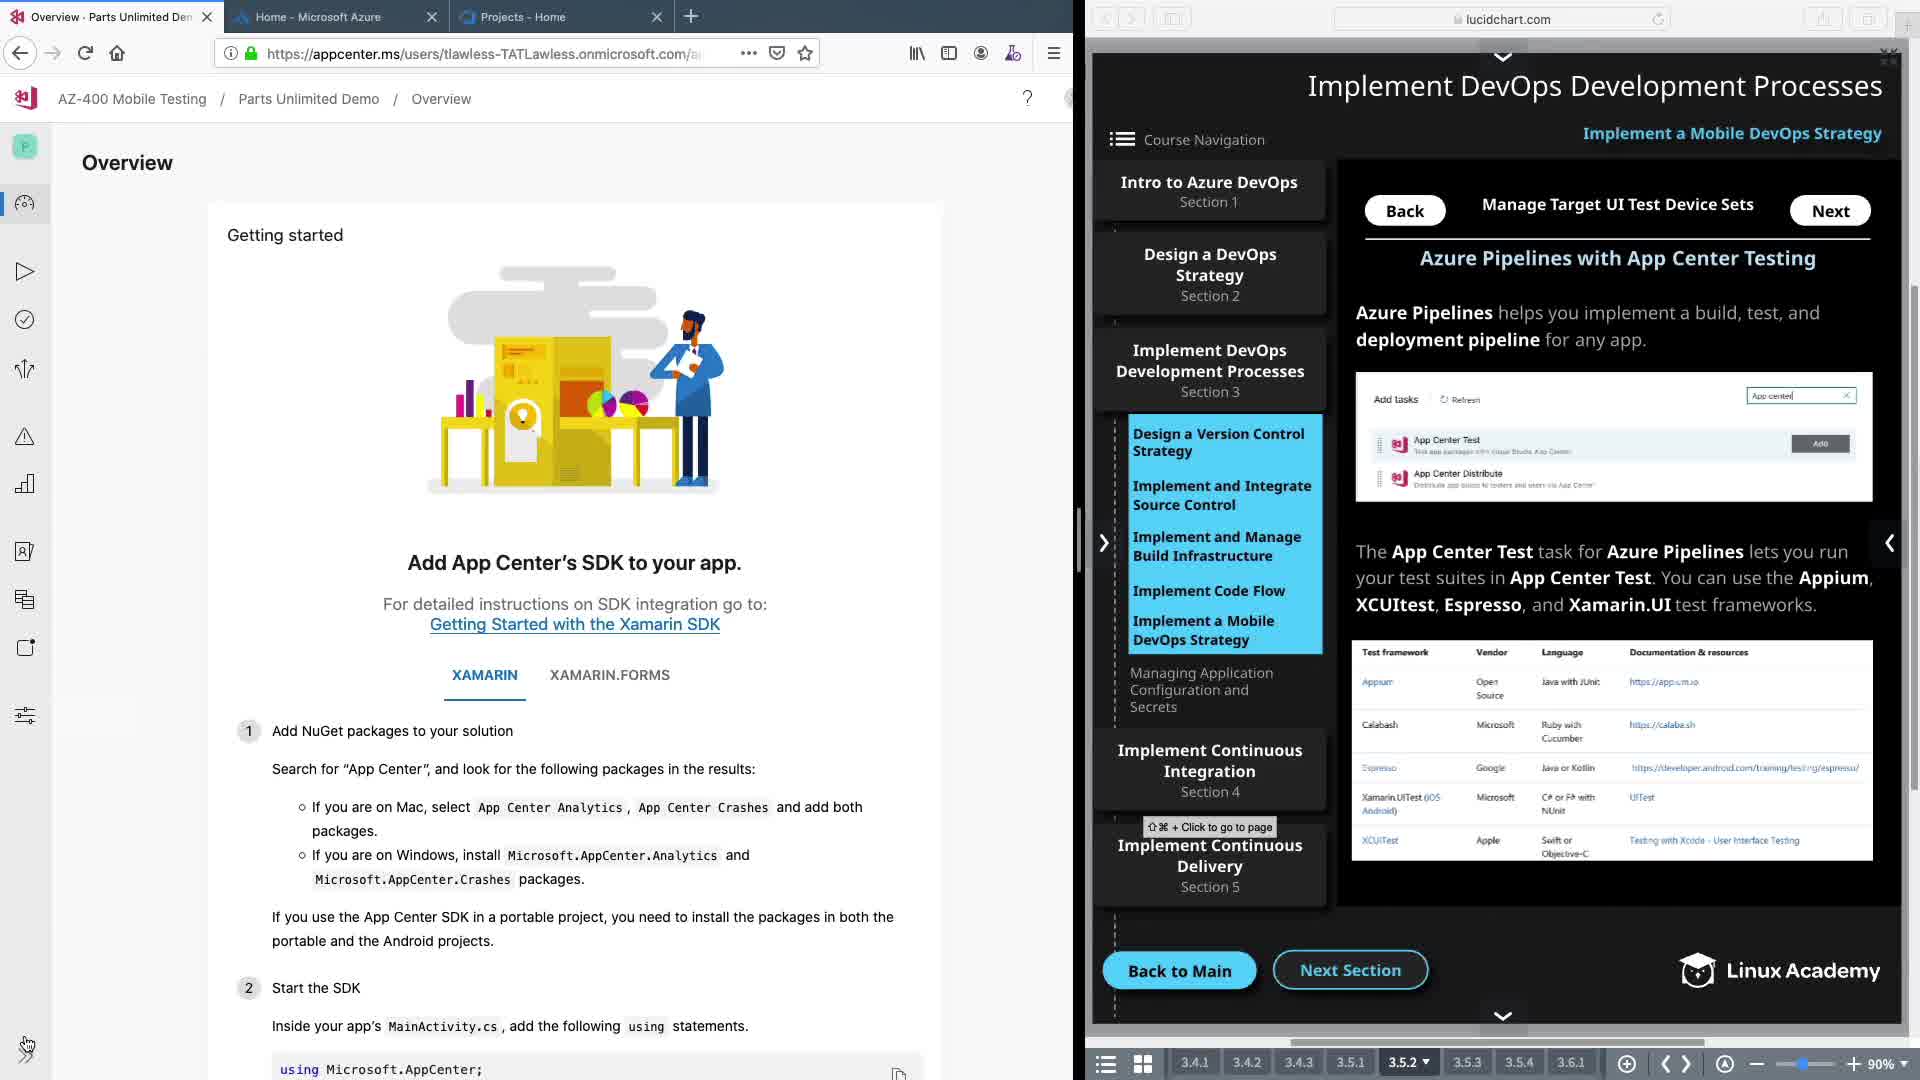 Overview - Parts Unlimited Den
Home - Microsoft Azure
Projects - Home
https://appcenter.ms/users/tlawless-TATLawless.onmicrosoft.com/a
AZ-400 Mobile Testing / Parts Unlimited Demo / Overview
?
P
Overview
Getting started
Add App Center's SDK to your app.
For detailed instructions on SDK integration go to:
Getting Started with the Xamarin SDK
XAMARIN
XAMARIN.FORMS
1 Add NuGet packages to your solution
Search for “App Center”, and look for the following packages in the results:
If you are on Mac, select App Center Analytics, App Center Crashes and add both
packages.
If you are on Windows, install Microsoft.AppCenter.Analytics and
Microsoft.AppCenter.Crashes packages.
If you use the App Center SDK in a portable project, you need to install the packages in both the
portable and the Android projects.
2 Start the SDK
Inside your app's MainActivity.cs, add the following using statements.
using Microsoft.AppCenter;
lucidchart.com
Implement DevOps Development Processes
Course Navigation
Implement a Mobile DevOps Strategy
Intro to Azure DevOps
Section 1
Design a DevOps
Strategy
Section 2
Implement DevOps
Development Processes
Section 3
Design a Version Control
Strategy
Implement and Integrate
Source Control
Implement and Manage
Build Infrastructure
Implement Code Flow
Implement a Mobile
DevOps Strategy
Managing Application
Configuration and
Secrets
Implement Continuous
Integration
Section 4
⇧⌘ + Click to go to page
Implement Continuous
Delivery
Section 5
Back
Manage Target UI Test Device Sets
Next
Azure Pipelines with App Center Testing
Azure Pipelines helps you implement a build, test, and
deployment pipeline for any app.
Add tasks
Refresh
App center
App Center Test
Test app packages with Visual Studio App Center
Add
App Center Distribute
Distribute app builds to testers and users via App Center
The App Center Test task for Azure Pipelines lets you run
your test suites in App Center Test. You can use the Appium,
XCUItest, Espresso, and Xamarin.UI test frameworks.
Test framework Vendor Language Documentation & resources
Appium Open Source Java with JUnit https://appium.io
Calabash Microsoft Ruby with Cucumber https://calaba.sh
Espresso Google Java or Kotlin https://developer.android.com/training/testing/espresso/
Xamarin.UITest (iOS Android) Microsoft C# or F# with NUnit UITest
XCUITest Apple Swift or Objective-C Testing with Xcode - User Interface Testing
Back to Main
Next Section
Linux Academy
3.4.1 3.4.2 3.4.3 3.5.1 3.5.2 3.5.3 3.5.4 3.6.1
90%